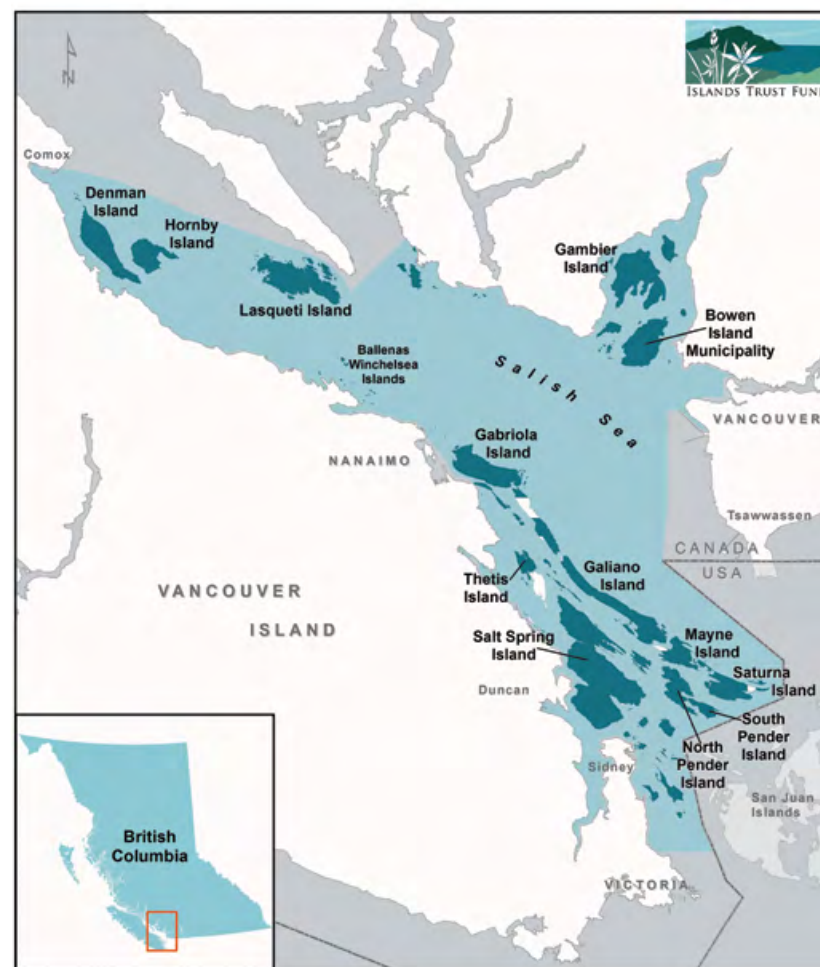 N
ISLANDS TRUST FUND
Comox
Denman
Island
Hornby
Island
Lasqueti Island
Gambier
Island
Bowen
Island
Municipality
Ballenas
Winchelsea
Islands
Salish Sea
VANCOUVER
Gabriola
Island
NANAIMO
Tsawwassen
CANADA
USA
Thetis
Island
Galiano
Island
VANCOUVER
ISLAND
Salt Spring
Island
Mayne
Island
Saturna
Island
Duncan
South
Pender
Island
North
Pender
Island
Sidney
San Juan
Islands
British
Columbia
VICTORIA